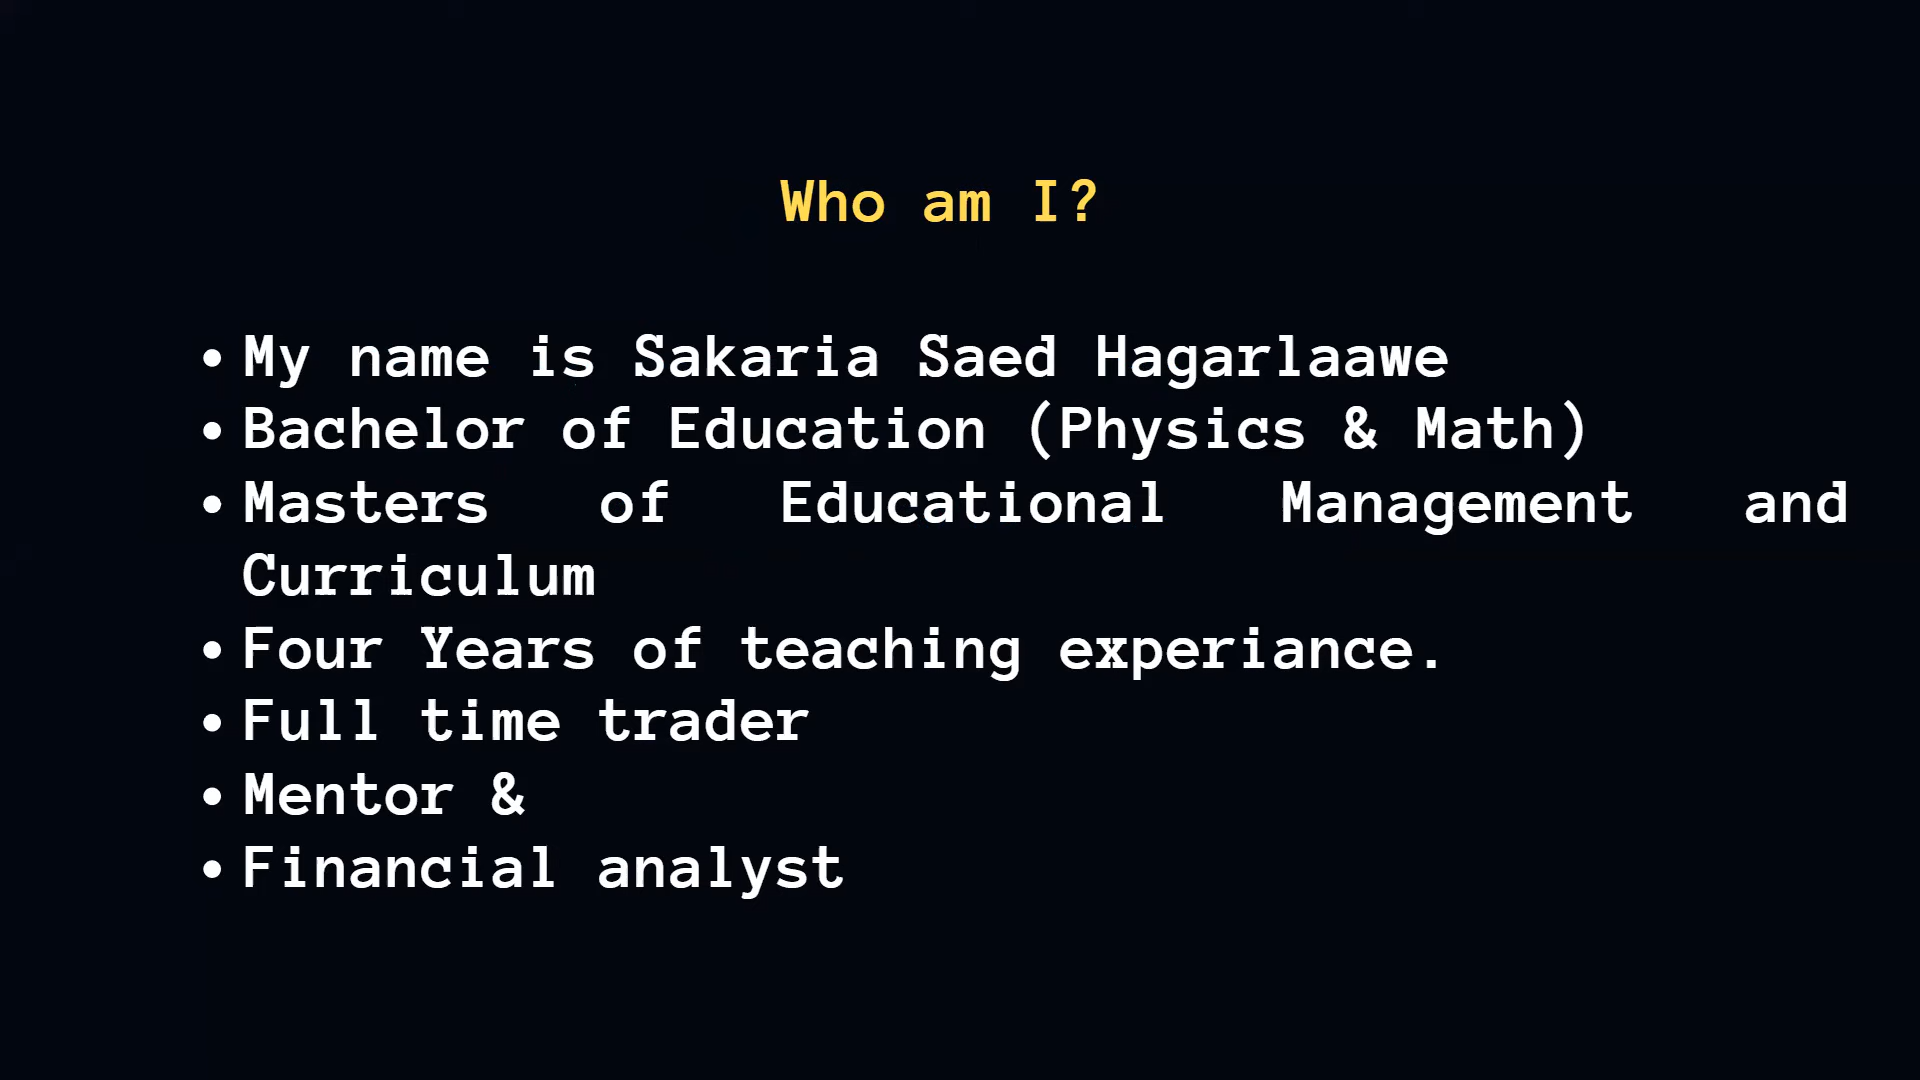 Who am I?
• My name is Sakaria Saed Hagarlaawe
• Bachelor of Education (Physics & Math)
• Masters of Educational Management and
Curriculum
• Four Years of teaching experiance.
• Full time trader
• Mentor &
• Financial analyst